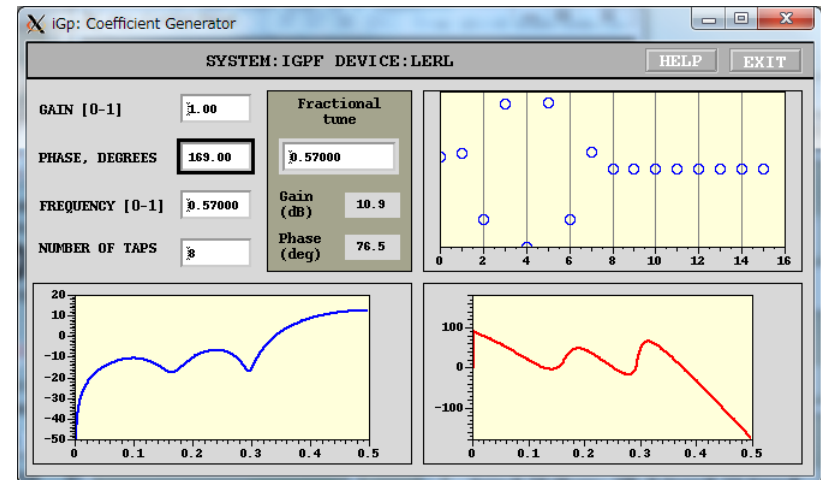 iGp: Coefficient Generator
SYSTEM:IGPF DEVICE:LERL
HELP
EXIT
GAIN [0-1]
1.00
PHASE, DEGREES
169.00
FREQUENCY [0-1]
0.57000
NUMBER OF TAPS
8
Fractional
tune
0.57000
Gain
(dB)
10.9
Phase
(deg)
76.5
0 2 4 6 8 10 12 14 16
20
10
0
-10
-20
-30
-40
-50
0 0.1 0.2 0.3 0.4 0.5
100
0
-100
0 0.1 0.2 0.3 0.4 0.5